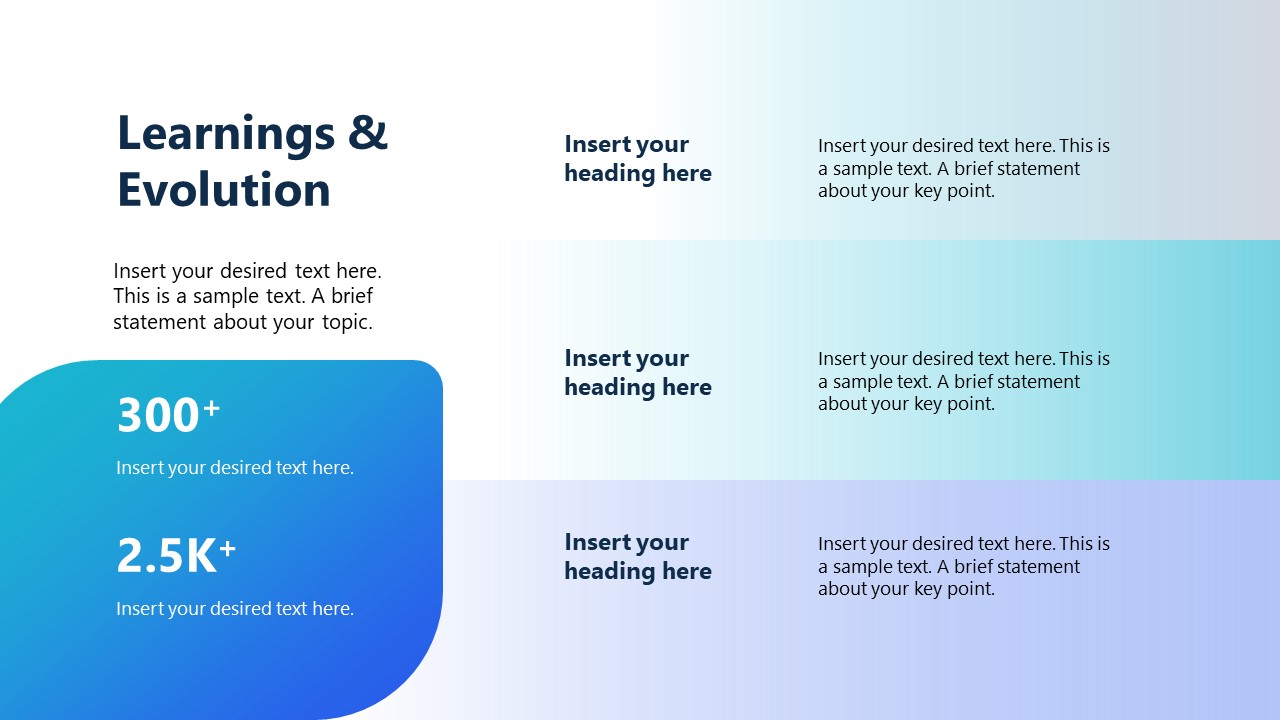 Learnings &
Evolution
Insert your desired text here.
This is a sample text. A brief
statement about your topic.
300+
Insert your desired text here.
2.5K+
Insert your desired text here.
Insert your
heading here
Insert your desired text here. This is
a sample text. A brief statement
about your key point.
Insert your
heading here
Insert your desired text here. This is
a sample text. A brief statement
about your key point.
Insert your
heading here
Insert your desired text here. This is
a sample text. A brief statement
about your key point.